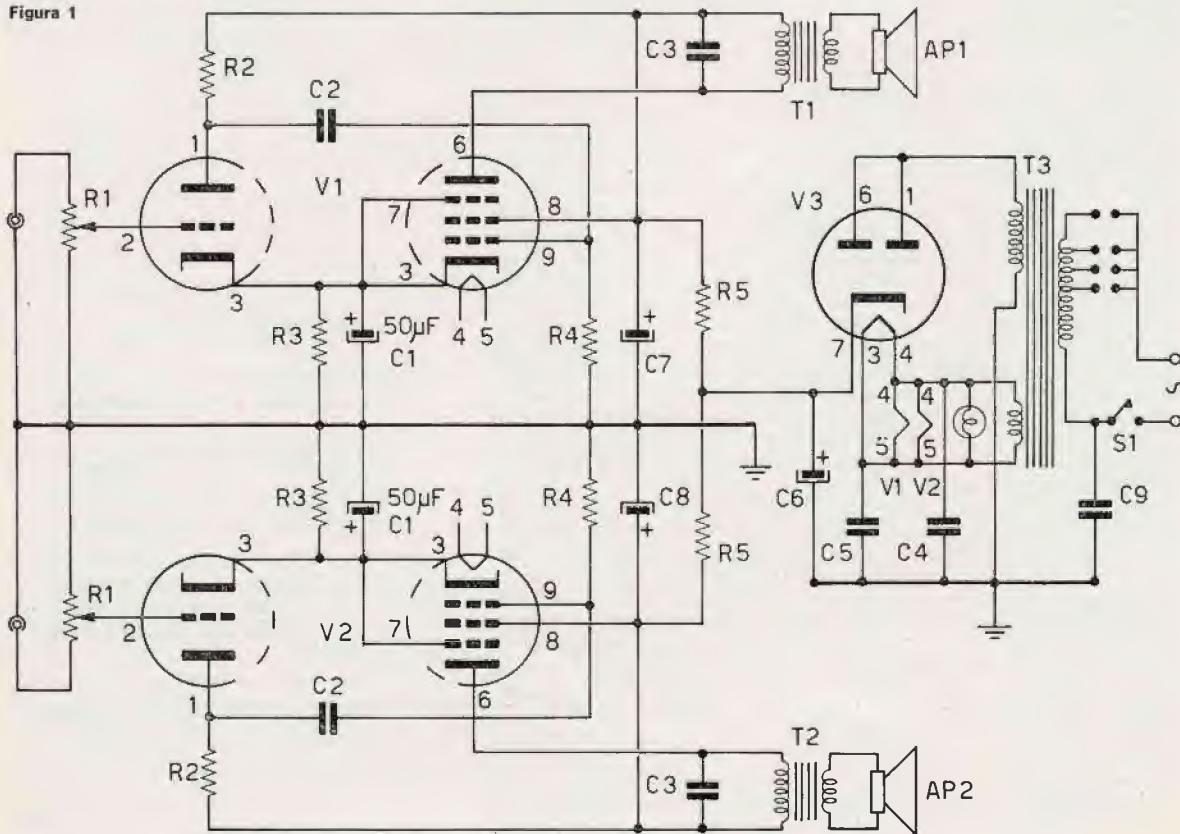 Figura 1
R2
C2
C3
T1
AP1
1
6
V1
R1
2
7
8
9
3
3
4 5
R3
50µF
C1
+
R4
C7
+
R5
V3
6
1
T3
7
3
4
4
5
4
5
V1
V2
C6
+
C5
C4
S1
C9
R3
50µF
C1
+
4 5
R4
C8
+
R5
3
3
9
8
R1
2
V2
7
1
6
C2
R2
C3
T2
AP2